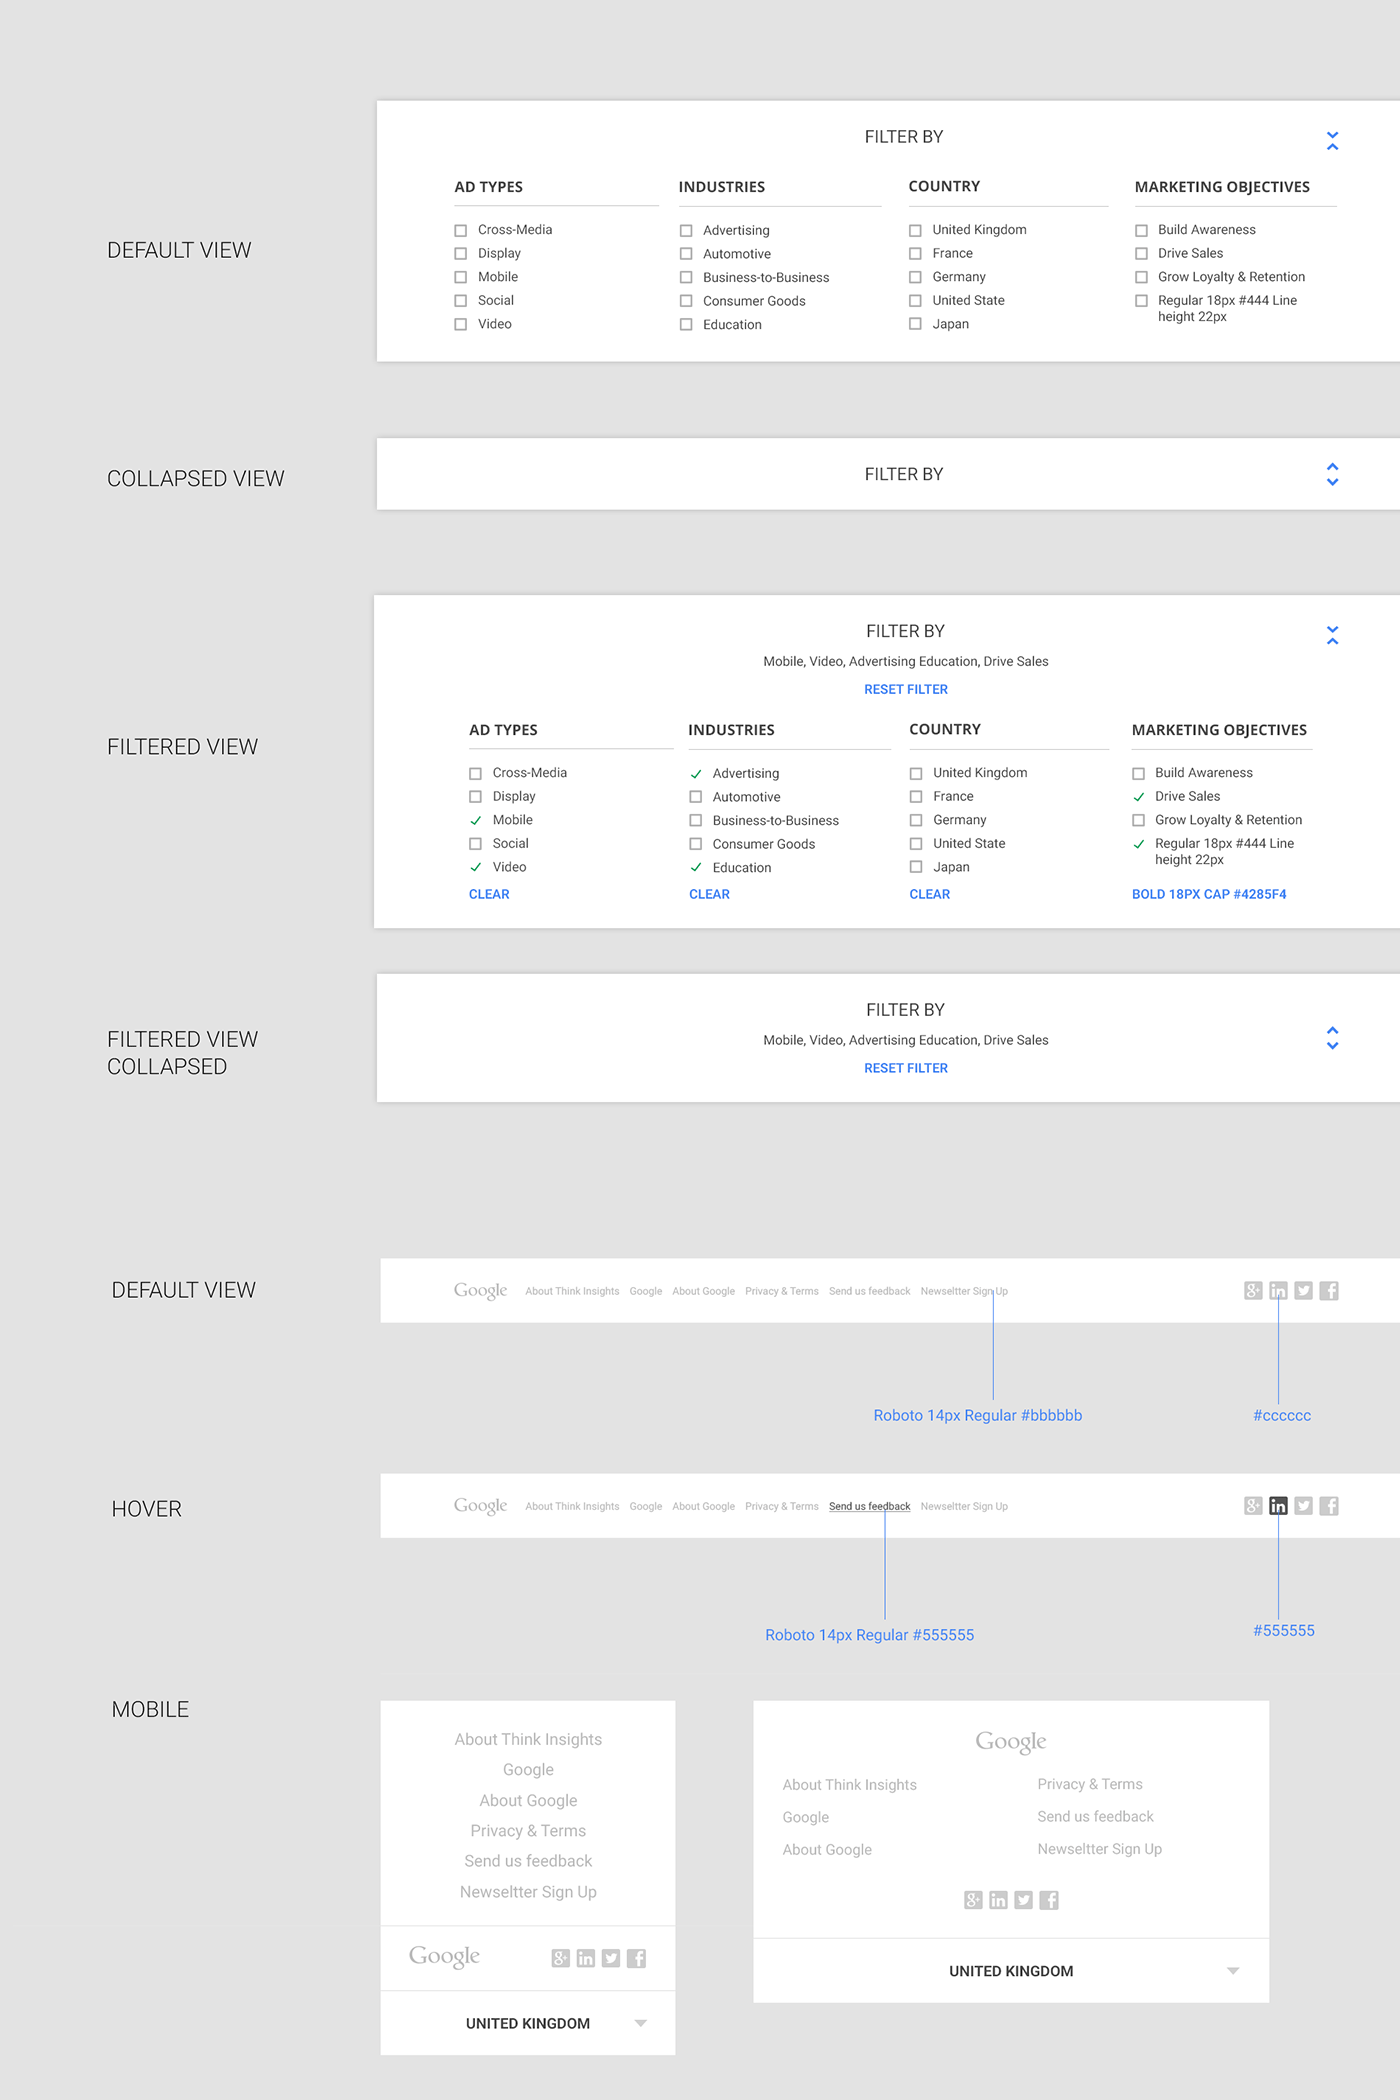 FILTER BY
AD TYPES
INDUSTRIES
COUNTRY
MARKETING OBJECTIVES
DEFAULT VIEW
Cross-Media
Display
Mobile
Social
Video
Advertising
Automotive
Business-to-Business
Consumer Goods
Education
United Kingdom
France
Germany
United State
Japan
Build Awareness
Drive Sales
Grow Loyalty & Retention
Regular 18px #444 Line
height 22px
COLLAPSED VIEW
FILTER BY
FILTERED VIEW
FILTER BY
Mobile, Video, Advertising Education, Drive Sales
RESET FILTER
AD TYPES
Cross-Media
Display
Mobile
Social
Video
CLEAR
INDUSTRIES
Advertising
Automotive
Business-to-Business
Consumer Goods
Education
CLEAR
COUNTRY
United Kingdom
France
Germany
United State
Japan
CLEAR
MARKETING OBJECTIVES
Build Awareness
Drive Sales
Grow Loyalty & Retention
Regular 18px #444 Line
height 22px
BOLD 18PX CAP #4285F4
FILTERED VIEW
COLLAPSED
FILTER BY
Mobile, Video, Advertising Education, Drive Sales
RESET FILTER
DEFAULT VIEW
Google About Think Insights Google About Google Privacy & Terms Send us feedback Newseltter Sign Up g+ in f
Roboto 14px Regular #bbbbbb
#cccccc
HOVER
Google About Think Insights Google About Google Privacy & Terms Send us feedback Newseltter Sign Up g+ in f
Roboto 14px Regular #555555
#555555
MOBILE
About Think Insights
Google
About Google
Privacy & Terms
Send us feedback
Newseltter Sign Up
Google g+ in f
UNITED KINGDOM
Google
About Think Insights
Google
About Google
Privacy & Terms
Send us feedback
Newseltter Sign Up
g+ in f
UNITED KINGDOM